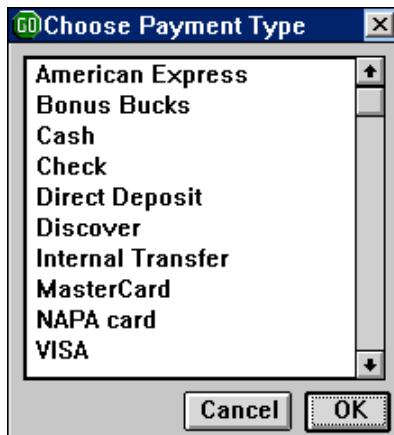 GO Choose Payment Type
American Express
Bonus Bucks
Cash
Check
Direct Deposit
Discover
Internal Transfer
MasterCard
NAPA card
VISA
Cancel OK